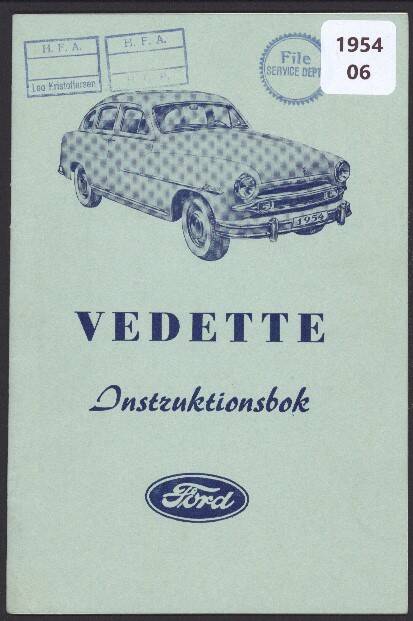 H. F. A.
Leo Kristoffersen
H. F. A.
File
SERVICE DEPT
1954
06
1954
VEDETTE
Instruktionsbok
Ford